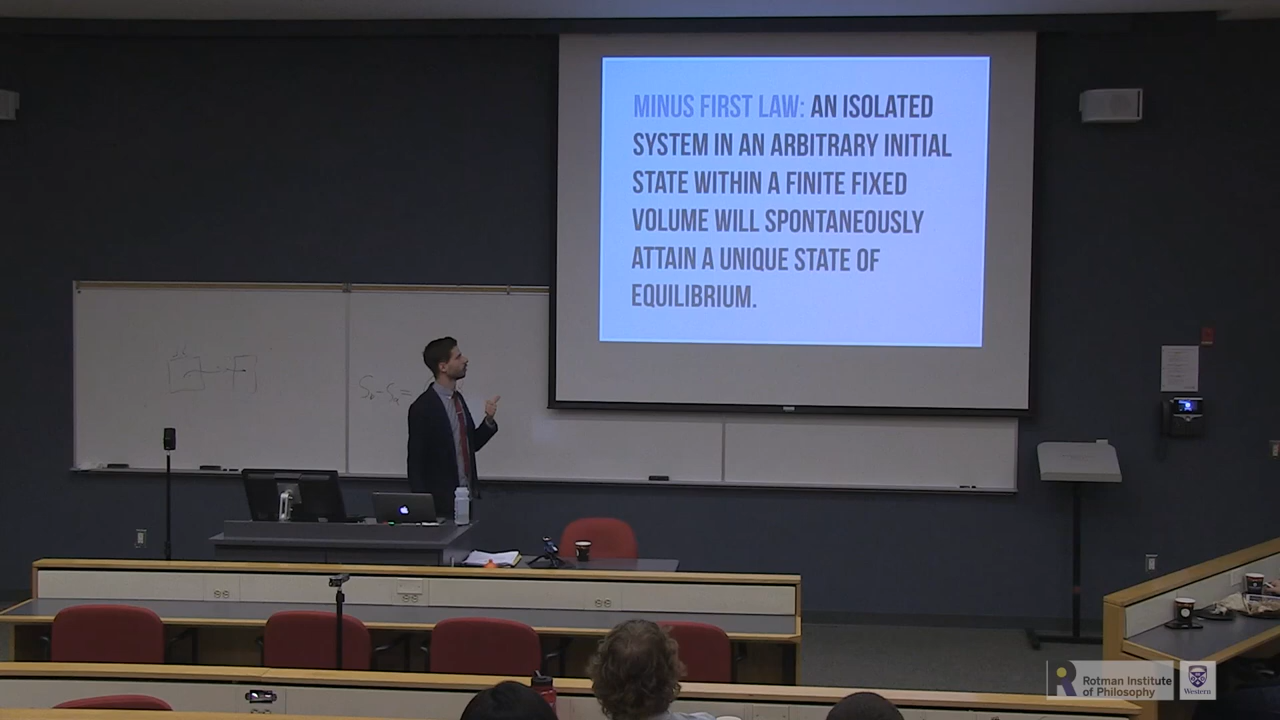 MINUS FIRST LAW: AN ISOLATED
SYSTEM IN AN ARBITRARY INITIAL
STATE WITHIN A FINITE FIXED
VOLUME WILL SPONTANEOUSLY
ATTAIN A UNIQUE STATE OF
EQUILIBRIUM.
Rotman Institute
of Philosophy
Western